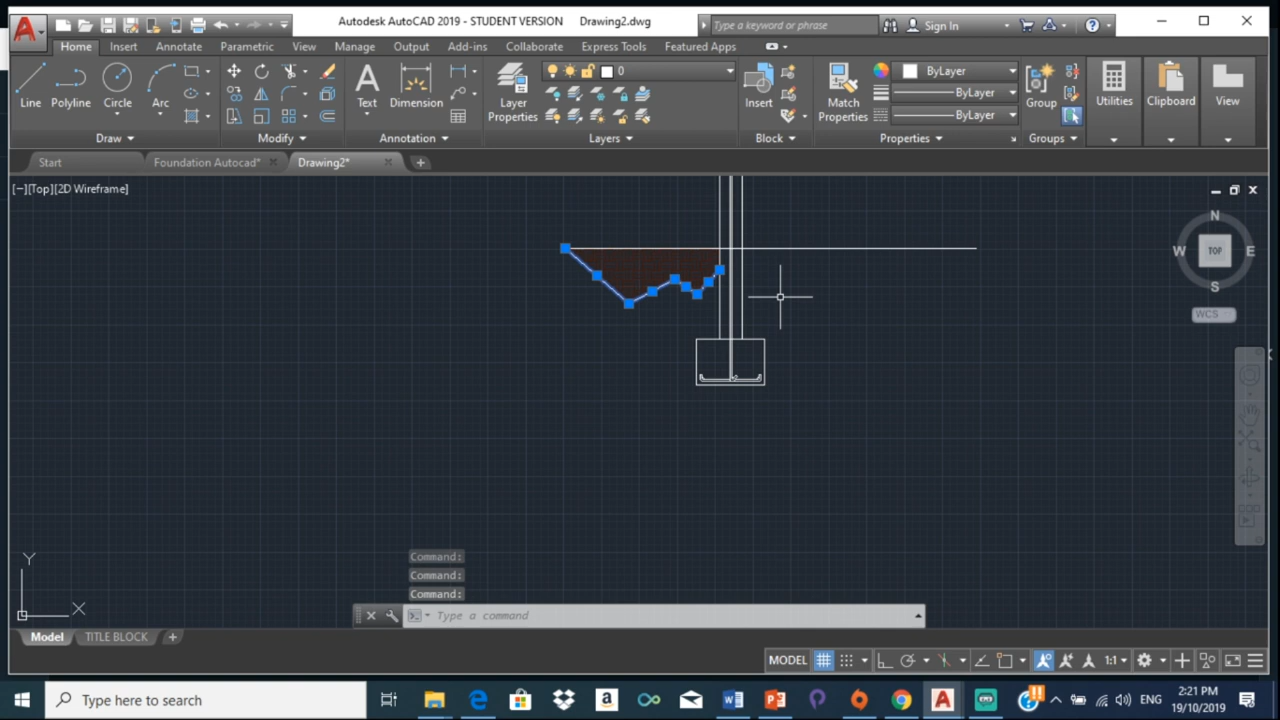 Autodesk AutoCAD 2019 - STUDENT VERSION Drawing2.dwg
Type a keyword or phrase
Sign In
Home Insert Annotate Parametric View Manage Output Add-ins Collaborate Express Tools Featured Apps
0
ByLayer
ByLayer
ByLayer
Line Polyline Circle Arc
Text Dimension
Layer Properties
Insert
Match Properties
Group
Utilities
Clipboard
View
Draw Modify Annotation Layers Block Properties Groups
Start Foundation Autocad* Drawing2*
[−][Top][2D Wireframe]
N
W TOP E
S
WCS
Y
X
Command:
Command:
Command:
Type a command
Model TITLE BLOCK
MODEL 1:1
Type here to search
ENG
2:21 PM
19/10/2019